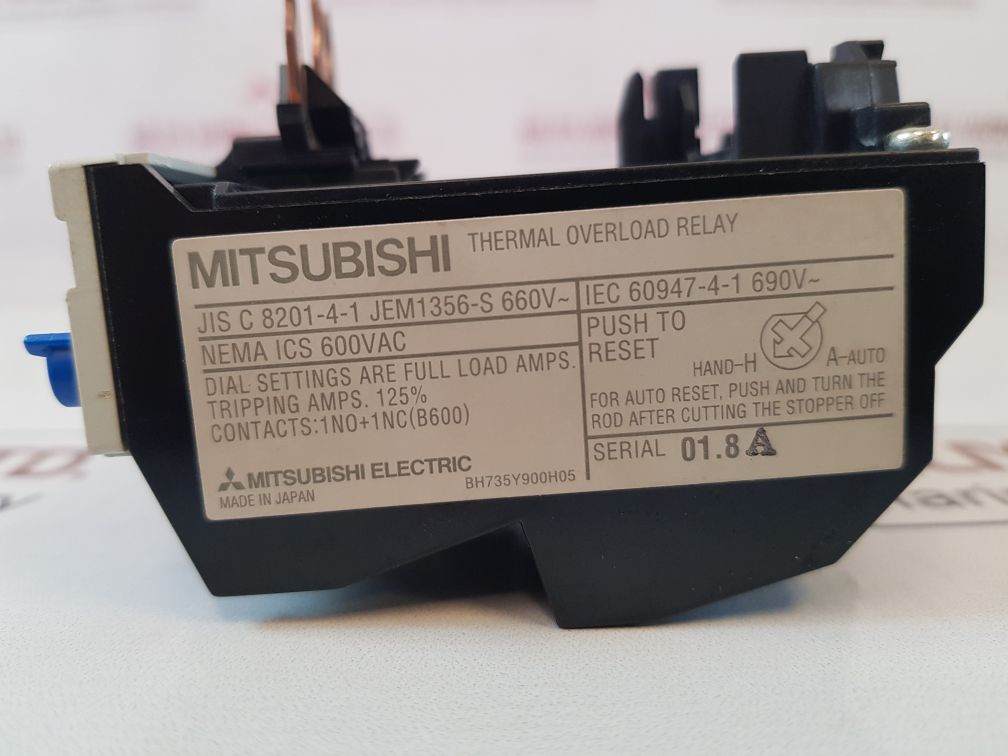 MITSUBISHI THERMAL OVERLOAD RELAY
JIS C 8201-4-1 JEM1356-S 660V~
IEC 60947-4-1 690V~
NEMA ICS 600VAC
DIAL SETTINGS ARE FULL LOAD AMPS.
TRIPPING AMPS. 125%
CONTACTS:1NO+1NC(B600)
MITSUBISHI ELECTRIC
MADE IN JAPAN
BH735Y900H05
PUSH TO
RESET
HAND-H
A-AUTO
FOR AUTO RESET, PUSH AND TURN THE
ROD AFTER CUTTING THE STOPPER OFF
SERIAL 01.8 A